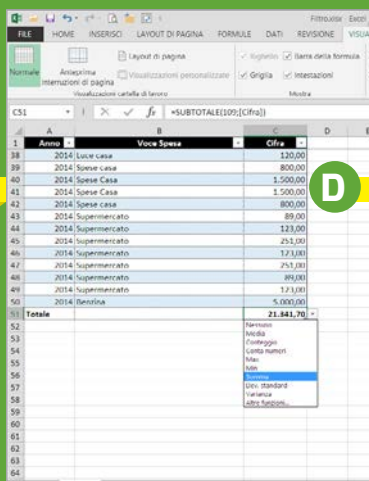 Filtro.xlsx - Excel
FILE HOME INSERISCI LAYOUT DI PAGINA FORMULE DATI REVISIONE VISUA
Normale Anteprima interruzioni di pagina Layout di pagina Visualizzazioni personalizzate
Righello Barra della formula
Griglia Intestazioni
Visualizzazioni cartella di lavoro Mostra
C51 fx =SUBTOTALE(109;[Cifra])
A B C D
1 Anno Voce Spesa Cifra
38 2014 Luce casa 120,00
39 2014 Spese casa 800,00
40 2014 Spese Casa 1.500,00
41 2014 Spese Casa 1.500,00
42 2014 Spese casa 800,00
43 2014 Supermercato 89,00
44 2014 Supermercato 123,00
45 2014 Supermercato 251,00
46 2014 Supermercato 123,00
47 2014 Supermercato 251,00
48 2014 Supermercato 89,00
49 2014 Supermercato 123,00
50 2014 Benzina 5.000,00
51 Totale 21.341,70
52 Nessuno
Media
53 Conteggio
54 Conta numeri
55 Max
56 Min
Somma
57 Dev. standard
58 Varianza
Altre funzioni...
59
60
61
62
63
64
D